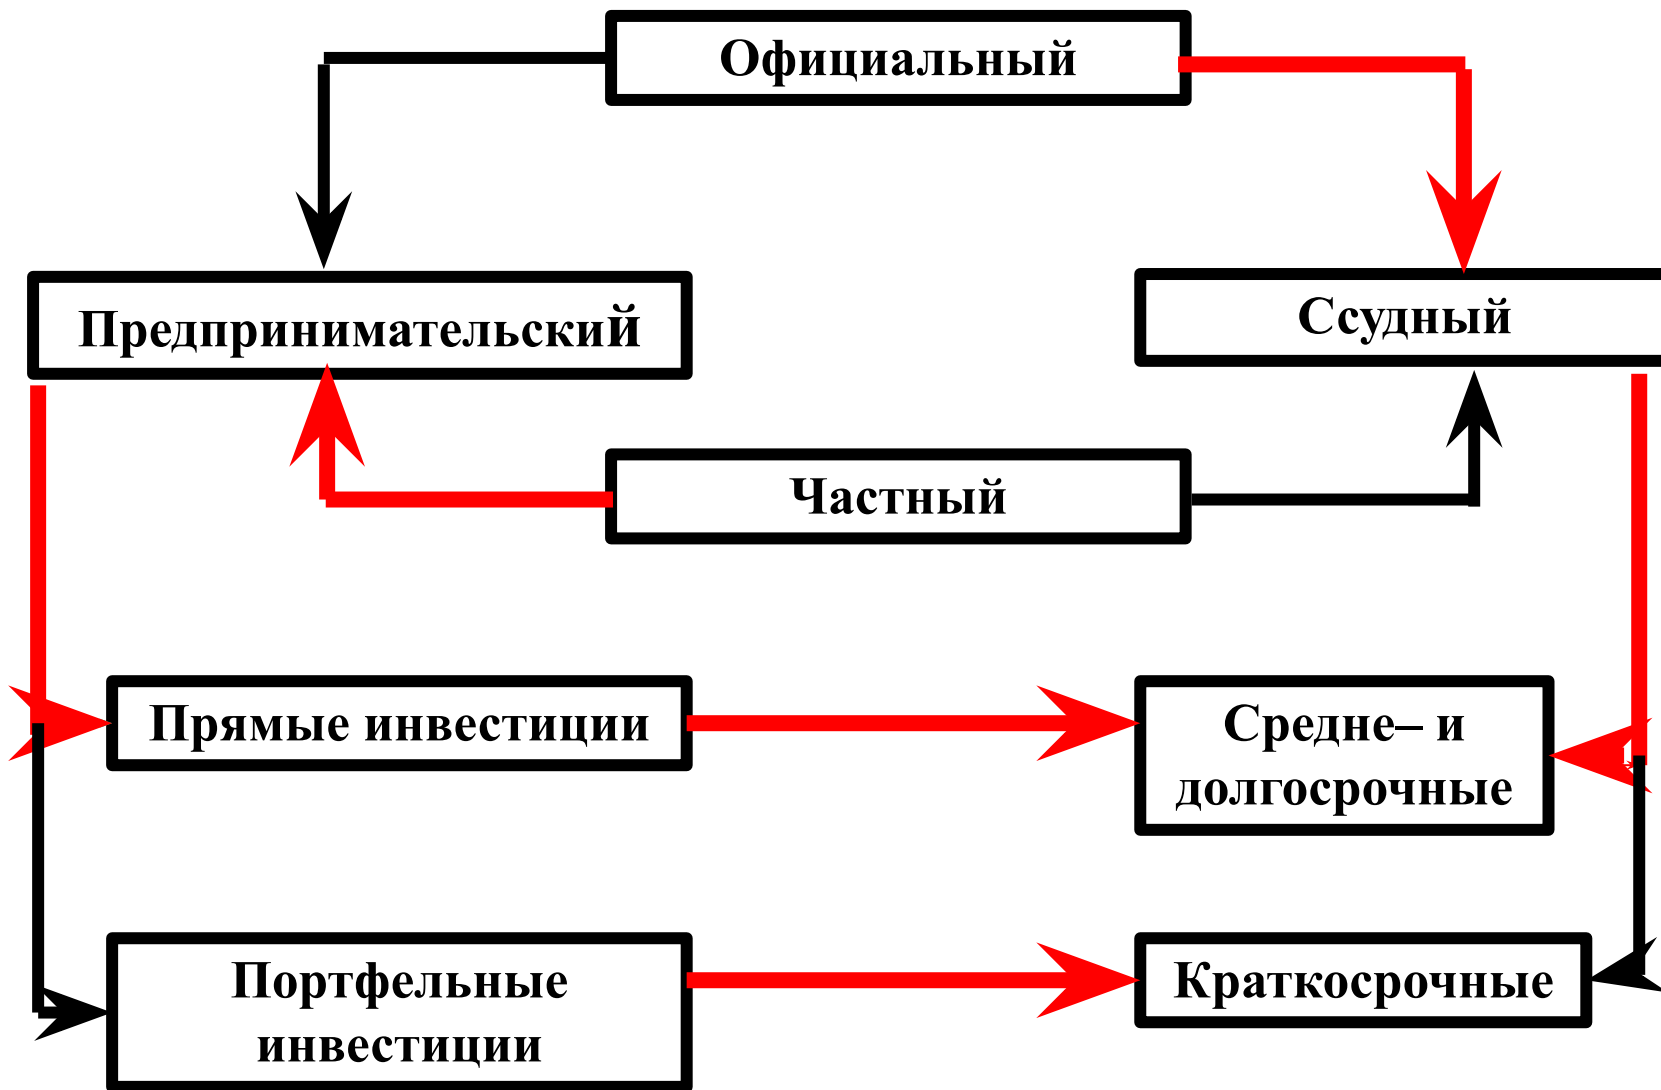 Официальный
Предпринимательский
Ссудный
Частный
Прямые инвестиции
Средне– и
долгосрочные
Портфельные
инвестиции
Краткосрочные